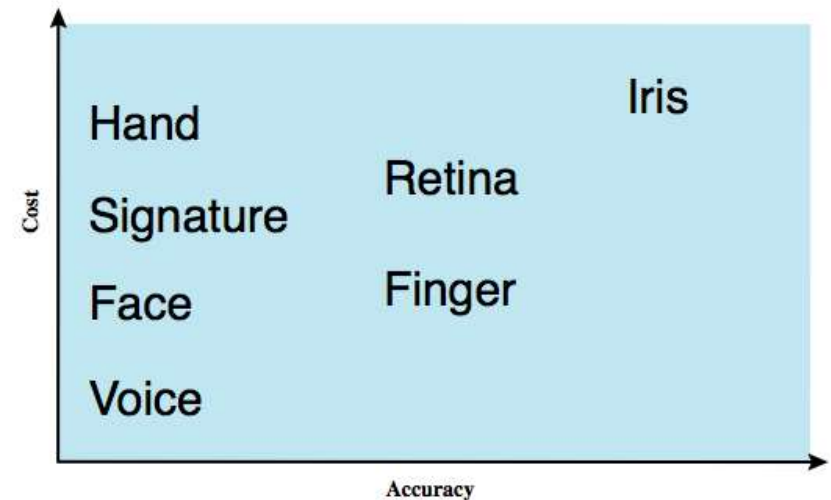 Iris
Hand
Retina
Signature
Finger
Face
Voice
Cost
Accuracy